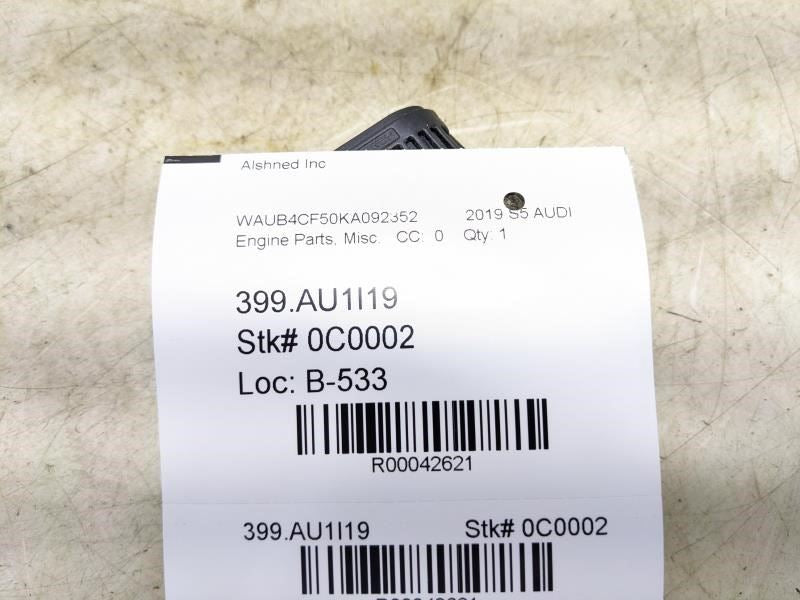 Alshned Inc
WAUB4CF50KA092352 2019 S5 AUDI
Engine Parts, Misc. CC: 0 Qty: 1
399.AU1I19
Stk# 0C0002
Loc: B-533
R00042621
399.AU1I19 Stk# 0C0002
R00042621